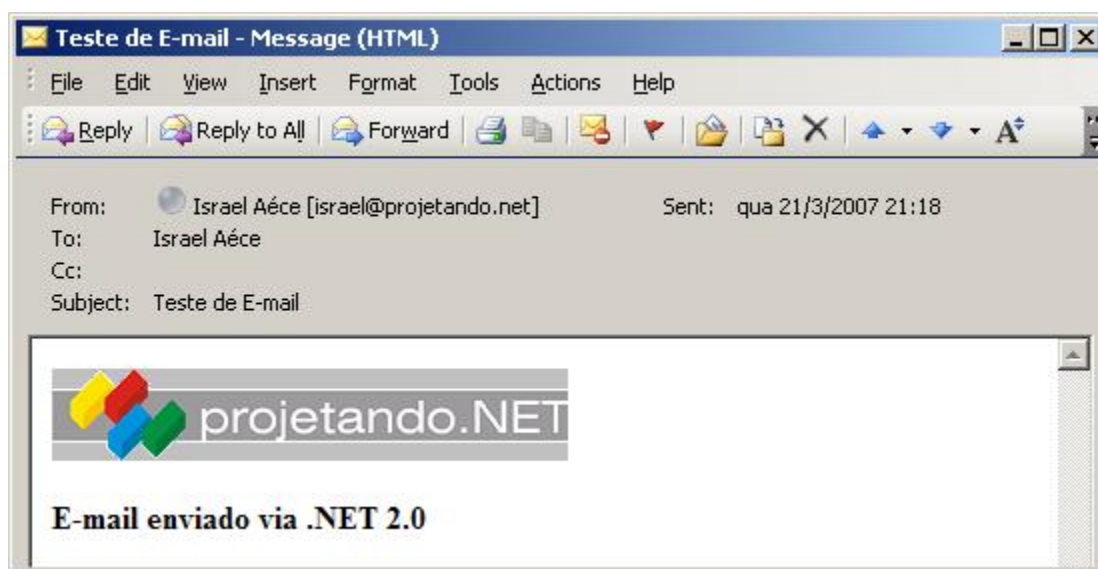 Teste de E-mail - Message (HTML)
File Edit View Insert Format Tools Actions Help
Reply Reply to All Forward A
From: Israel Aéce [israel@projetando.net] Sent: qua 21/3/2007 21:18
To: Israel Aéce
Cc:
Subject: Teste de E-mail
projetando.NET
E-mail enviado via .NET 2.0